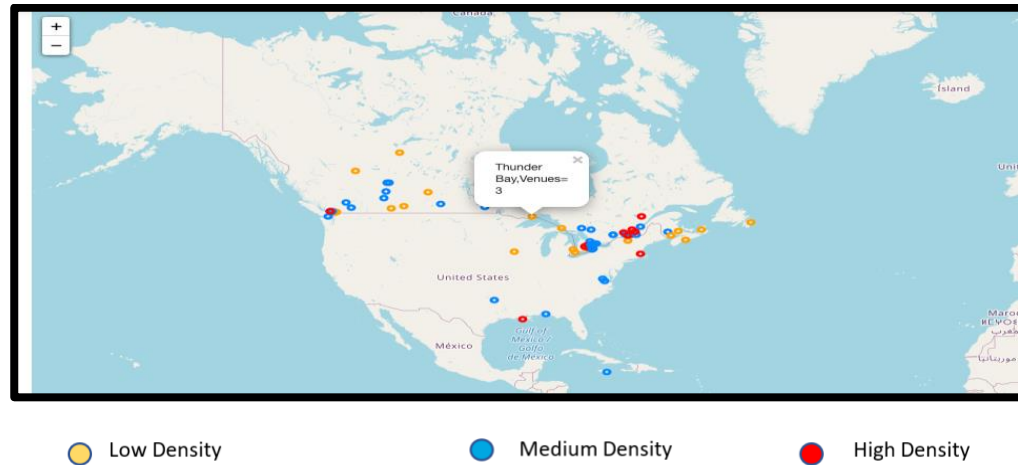 +
−
Canada
Ísland
Thunder
Bay,Venues=
3
×
United States
México
Gulf of
Mexico /
Golfo
de México
Low Density
Medium Density
High Density